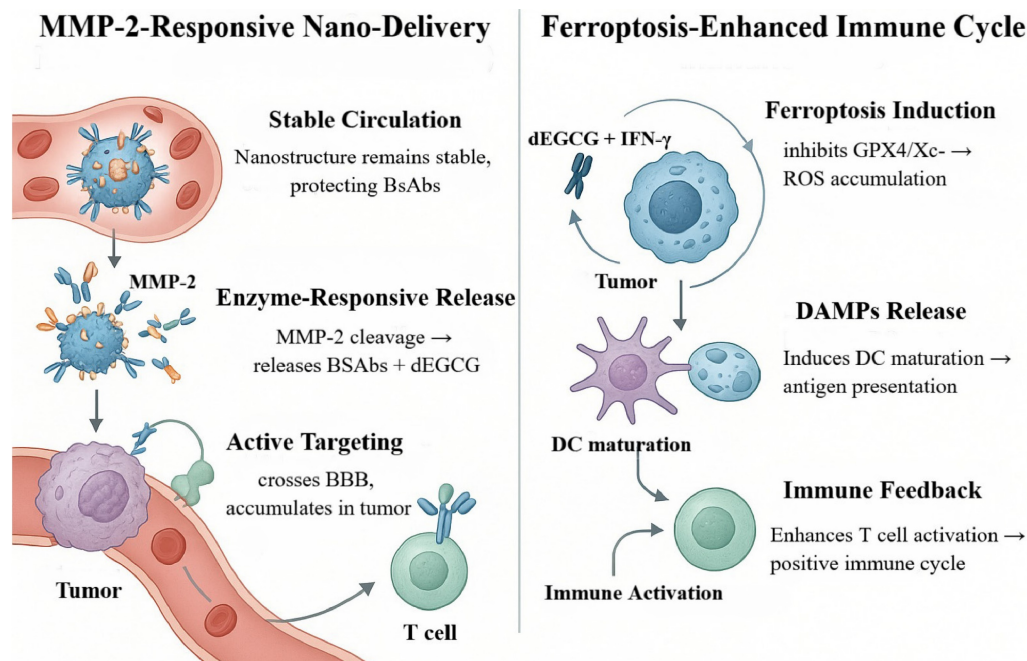 MMP-2-Responsive Nano-Delivery
Stable Circulation
Nanostructure remains stable,
protecting BsAbs
MMP-2
Enzyme-Responsive Release
MMP-2 cleavage →
releases BSAbs + dEGCG
Active Targeting
crosses BBB,
accumulates in tumor
Tumor
T cell
Ferroptosis-Enhanced Immune Cycle
dEGCG + IFN-γ
Ferroptosis Induction
inhibits GPX4/Xc- →
ROS accumulation
Tumor
DAMPs Release
Induces DC maturation →
antigen presentation
DC maturation
Immune Feedback
Enhances T cell activation →
positive immune cycle
Immune Activation